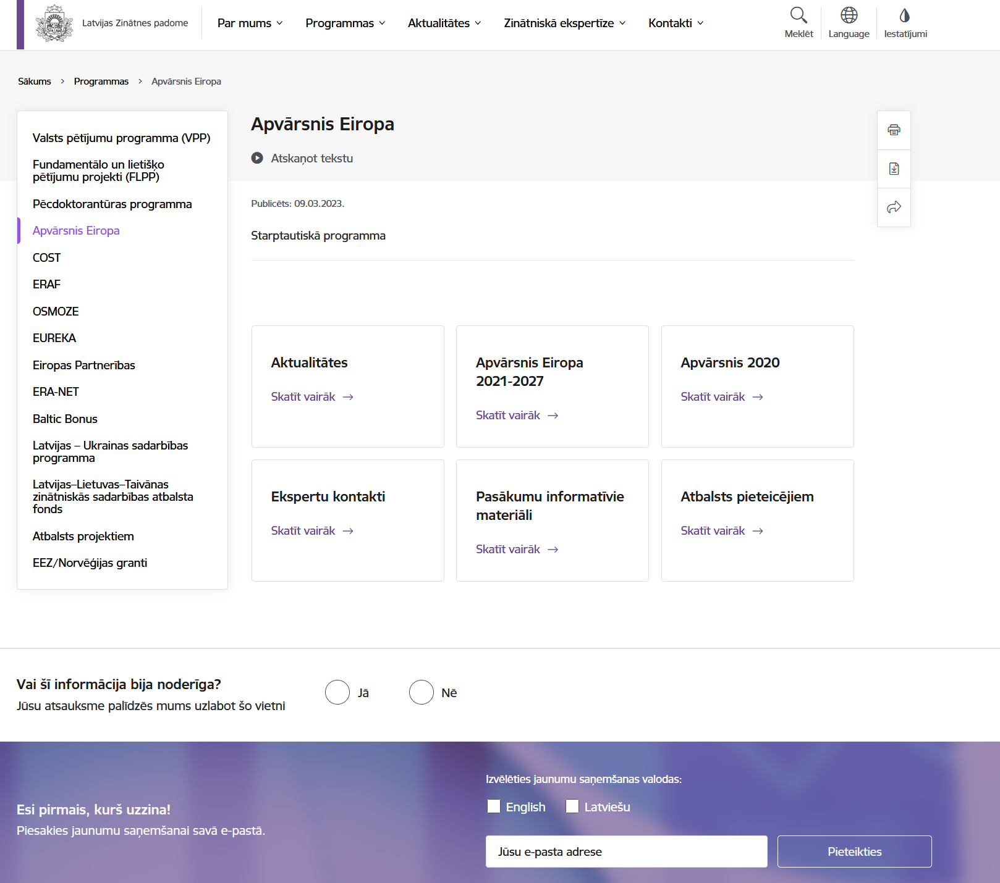 Latvijas Zinātnes padome
Par mums
Programmas
Aktualitātes
Zinātniskā ekspertīze
Kontakti
Meklēt
Language
Iestatījumi
Sākums
Programmas
Apvārsnis Eiropa
Valsts pētījumu programma (VPP)
Fundamentālo un lietišķo
pētījumu projekti (FLPP)
Pēcdoktorantūras programma
Apvārsnis Eiropa
COST
ERAF
OSMOZE
EUREKA
Eiropas Partnerības
ERA-NET
Baltic Bonus
Latvijas – Ukrainas sadarbības
programma
Latvijas–Lietuvas–Taivānas
zinātniskās sadarbības atbalsta
fonds
Atbalsts projektiem
EEZ/Norvēģijas granti
Apvārsnis Eiropa
Atskaņot tekstu
Publicēts: 09.03.2023.
Starptautiskā programma
Aktualitātes
Skatīt vairāk
Apvārsnis Eiropa
2021-2027
Skatīt vairāk
Apvārsnis 2020
Skatīt vairāk
Ekspertu kontakti
Skatīt vairāk
Pasākumu informatīvie
materiāli
Skatīt vairāk
Atbalsts pieteicējiem
Skatīt vairāk
Vai šī informācija bija noderīga?
Jūsu atsauksme palīdzēs mums uzlabot šo vietni
Jā
Nē
Esi pirmais, kurš uzzina!
Piesakies jaunumu saņemšanai savā e-pastā.
Izvēlēties jaunumu saņemšanas valodas:
English
Latviešu
Jūsu e-pasta adrese
Pieteikties